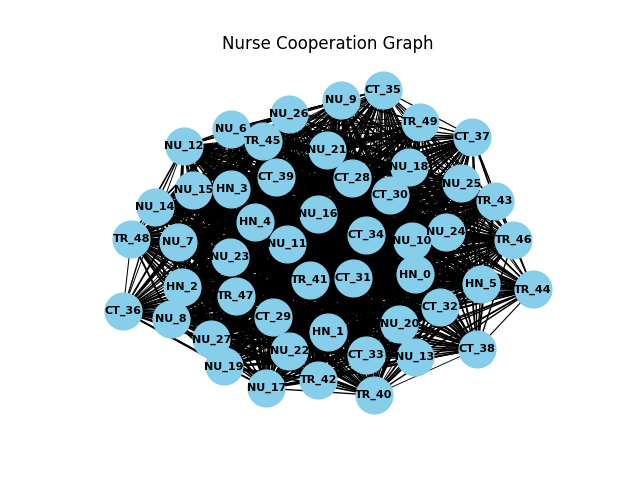 Nurse Cooperation Graph
CT_35
NU_9
NU_26
TR_49
NU_6
CT_37
TR_45
NU_12
NU_21
NU_18
CT_39
CT_28
NU_25
NU_15
HN_3
CT_30
TR_43
NU_14
NU_16
HN_4
NU_24
CT_34
TR_48
TR_46
NU_10
NU_7
NU_11
NU_23
HN_0
CT_31
TR_41
HN_5
HN_2
TR_44
TR_47
CT_32
CT_36
CT_29
NU_8
NU_20
HN_1
NU_27
CT_38
NU_22
CT_33
NU_13
NU_19
TR_42
NU_17
TR_40